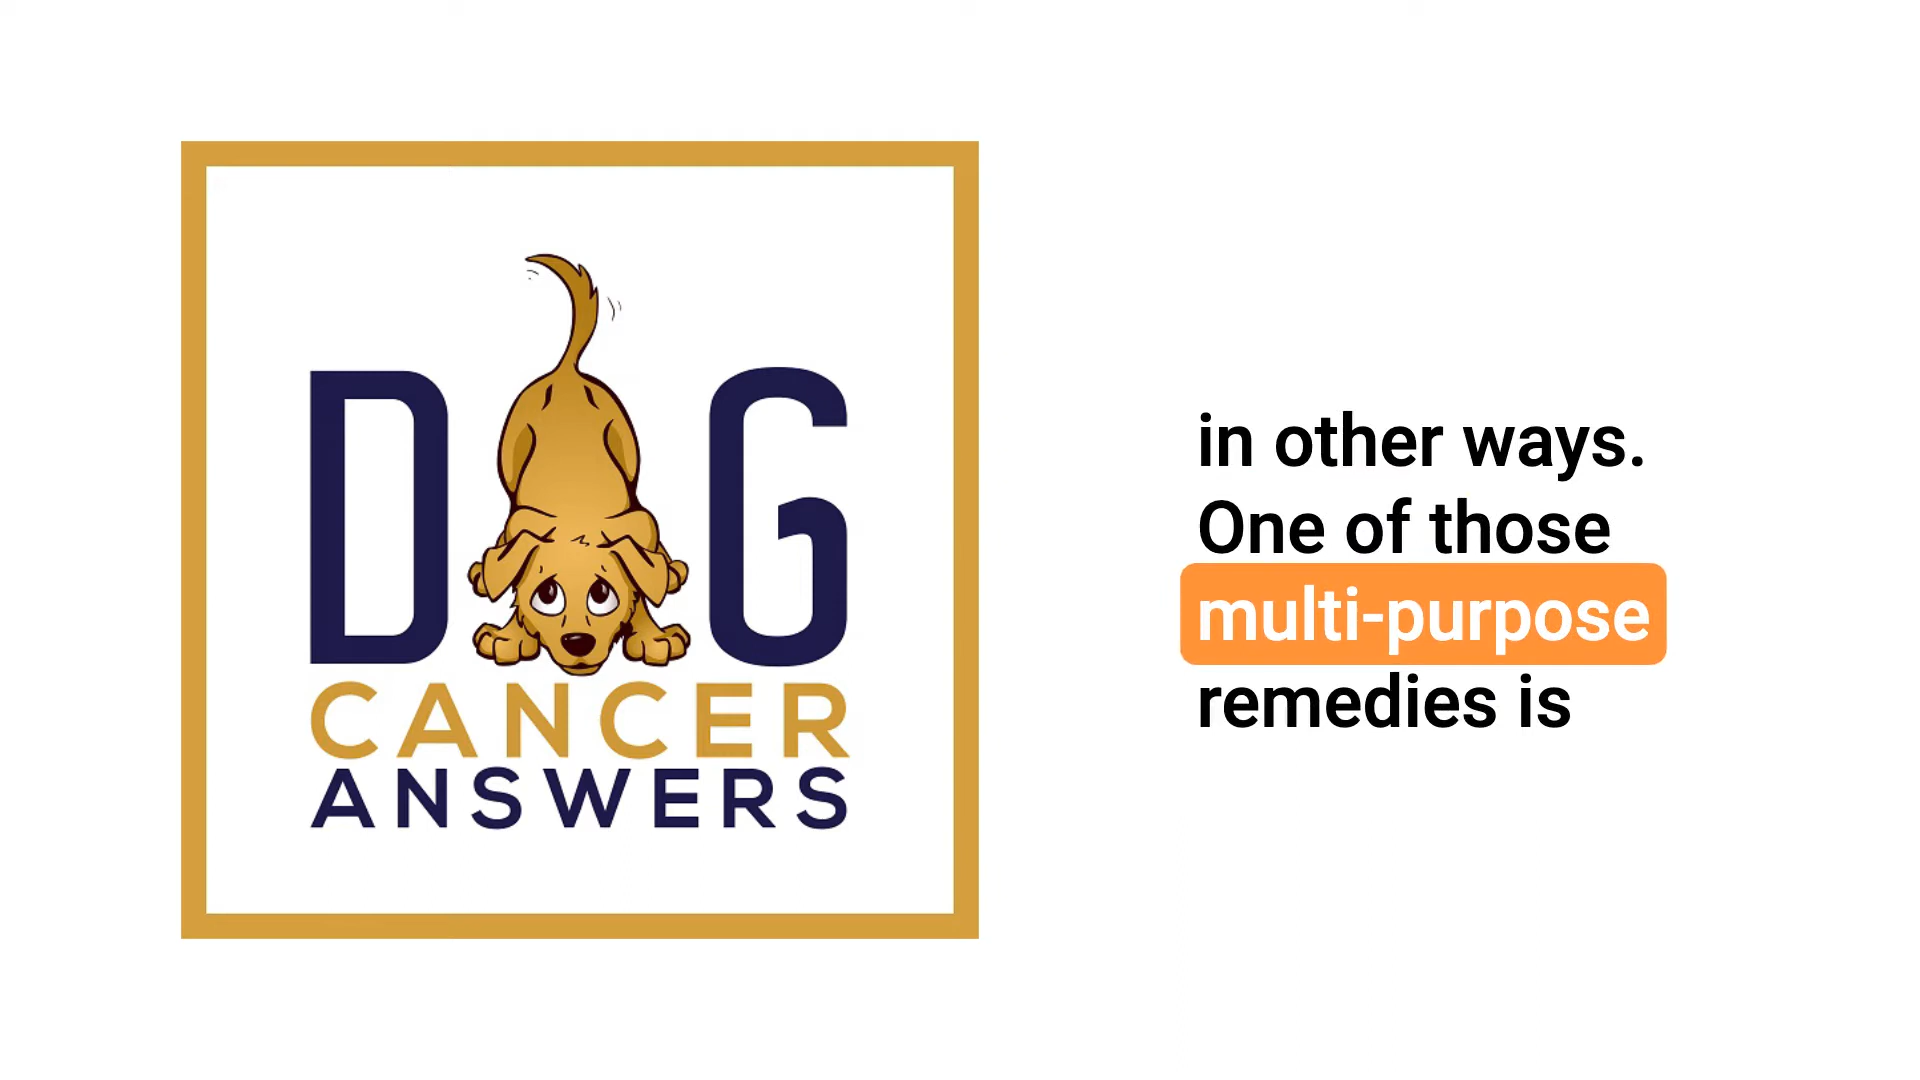 D G
CANCER
ANSWERS
in other ways.
One of those
multi-purpose
remedies is